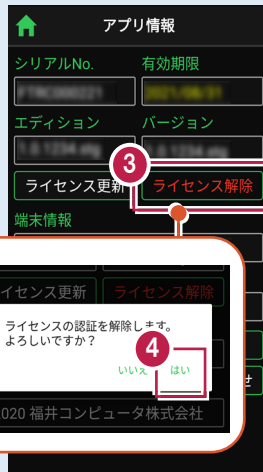 アプリ情報
シリアルNo. 有効期限
エディション バージョン
3
ライセンス更新 ライセンス解除
端末情報
イセンス更新 ライセンス解除
ライセンスの認証を解除します。
よろしいですか？
4
いいえ はい
せ
2020 福井コンピュータ株式会社